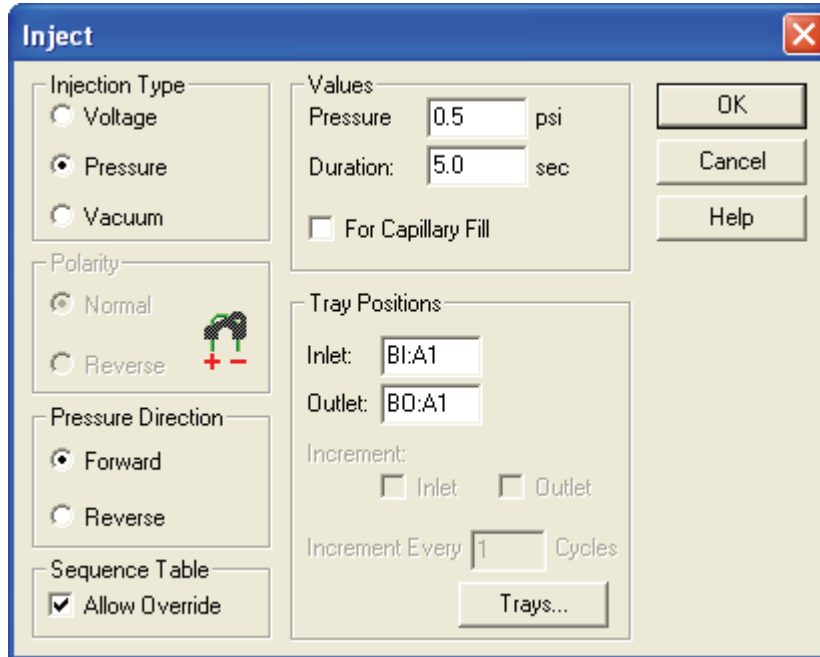 Inject
Injection Type
Voltage
Pressure
Vacuum
Polarity
Normal
Reverse
+ −
Pressure Direction
Forward
Reverse
Sequence Table
Allow Override
Values
Pressure 0.5 psi
Duration: 5.0 sec
For Capillary Fill
Tray Positions
Inlet: BI:A1
Outlet: BO:A1
Increment:
Inlet Outlet
Increment Every 1 Cycles
Trays...
OK
Cancel
Help